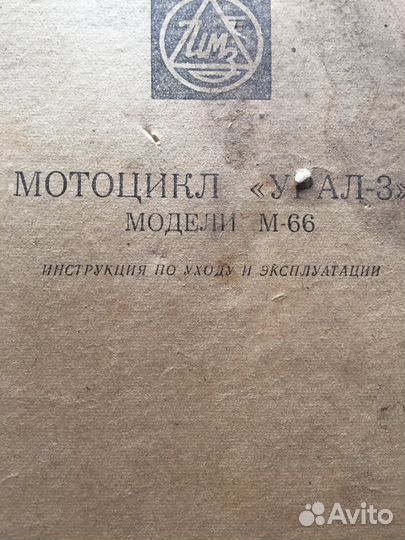 ИМЗ
МОТОЦИКЛ «УРАЛ-3»
МОДЕЛИ М-66
ИНСТРУКЦИЯ ПО УХОДУ И ЭКСПЛУАТАЦИИ
Avito